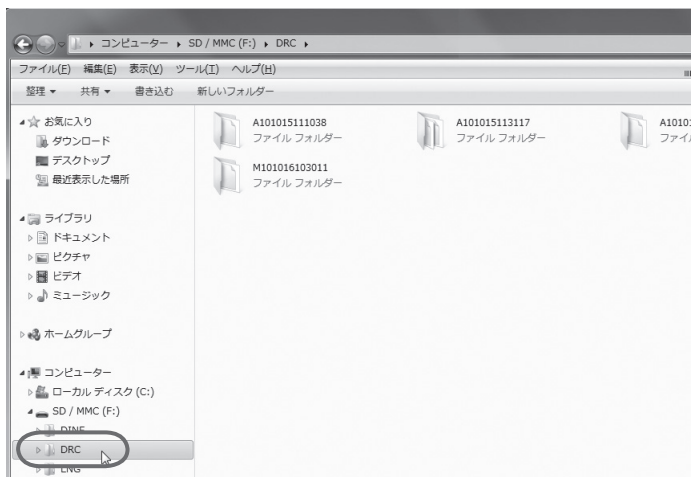 コンピューター ▸ SD / MMC (F:) ▸ DRC ▸
ファイル(F) 編集(E) 表示(V) ツール(T) ヘルプ(H)
整理 ▼ 共有 ▼ 書き込む 新しいフォルダー
お気に入り
ダウンロード
デスクトップ
最近表示した場所
ライブラリ
ドキュメント
ピクチャ
ビデオ
ミュージック
ホームグループ
コンピューター
ローカル ディスク (C:)
SD / MMC (F:)
DRC
LNG
A101015111038
ファイル フォルダー
A101015113117
ファイル フォルダー
M101016103011
ファイル フォルダー